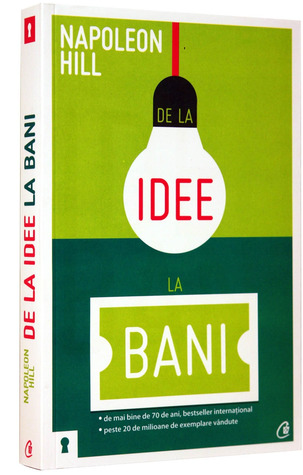 NAPOLEON
HILL
DE LA
IDEE
LA
BANI
• de mai bine de 70 de ani, bestseller internațional
• peste 20 de milioane de exemplare vândute
NAPOLEON
HILL
DE LA IDEE LA BANI